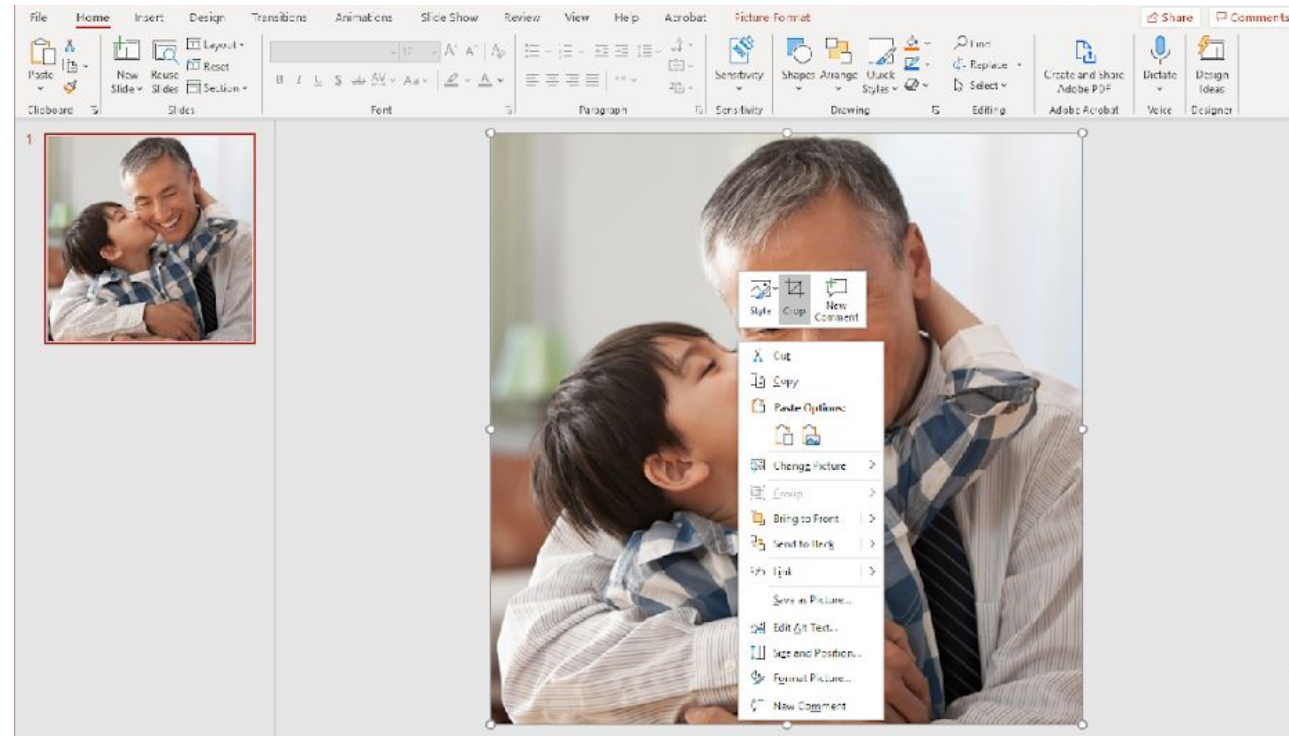 File Home Insert Design Transitions Animations Slide Show Review View Help Acrobat Picture Format Share Comments
Paste
New Slide
Reuse Slides
Layout
Reset
Section
B I U S ab AV Aa A
Sensitivity
Shapes Arrange Quick Styles
Find
Replace
Select
Create and Share Adobe PDF
Dictate
Design Ideas
Clipboard Slides Font Paragraph Sensitivity Drawing Editing Adobe Acrobat Voice Designer
1
Style Crop New Comment
Cut
Copy
Paste Options:
Change Picture
Group
Bring to Front
Send to Back
Link
Save as Picture...
Edit Alt Text...
Size and Position...
Format Picture...
New Comment